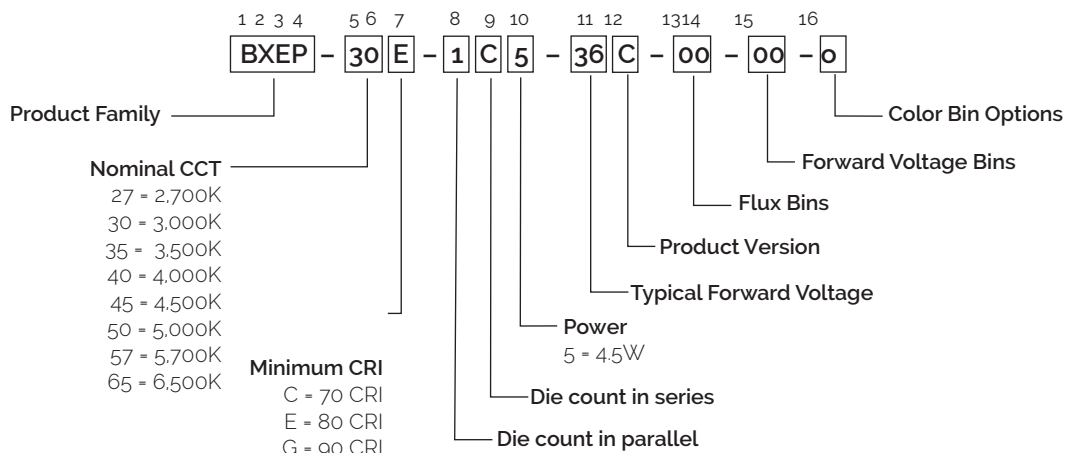 1 2 3 4 5 6 7 8 9 10 11 12 1314 15 16
BXEP – 30 E – 1 C 5 – 36 C – 00 – 00 – 0
Product Family
Color Bin Options
Nominal CCT
27 = 2,700K
30 = 3,000K
35 = 3,500K
40 = 4,000K
45 = 4,500K
50 = 5,000K
57 = 5,700K
65 = 6,500K
Forward Voltage Bins
Flux Bins
Product Version
Typical Forward Voltage
Power
5 = 4.5W
Minimum CRI
C = 70 CRI
E = 80 CRI
G = 90 CRI
Die count in series
Die count in parallel